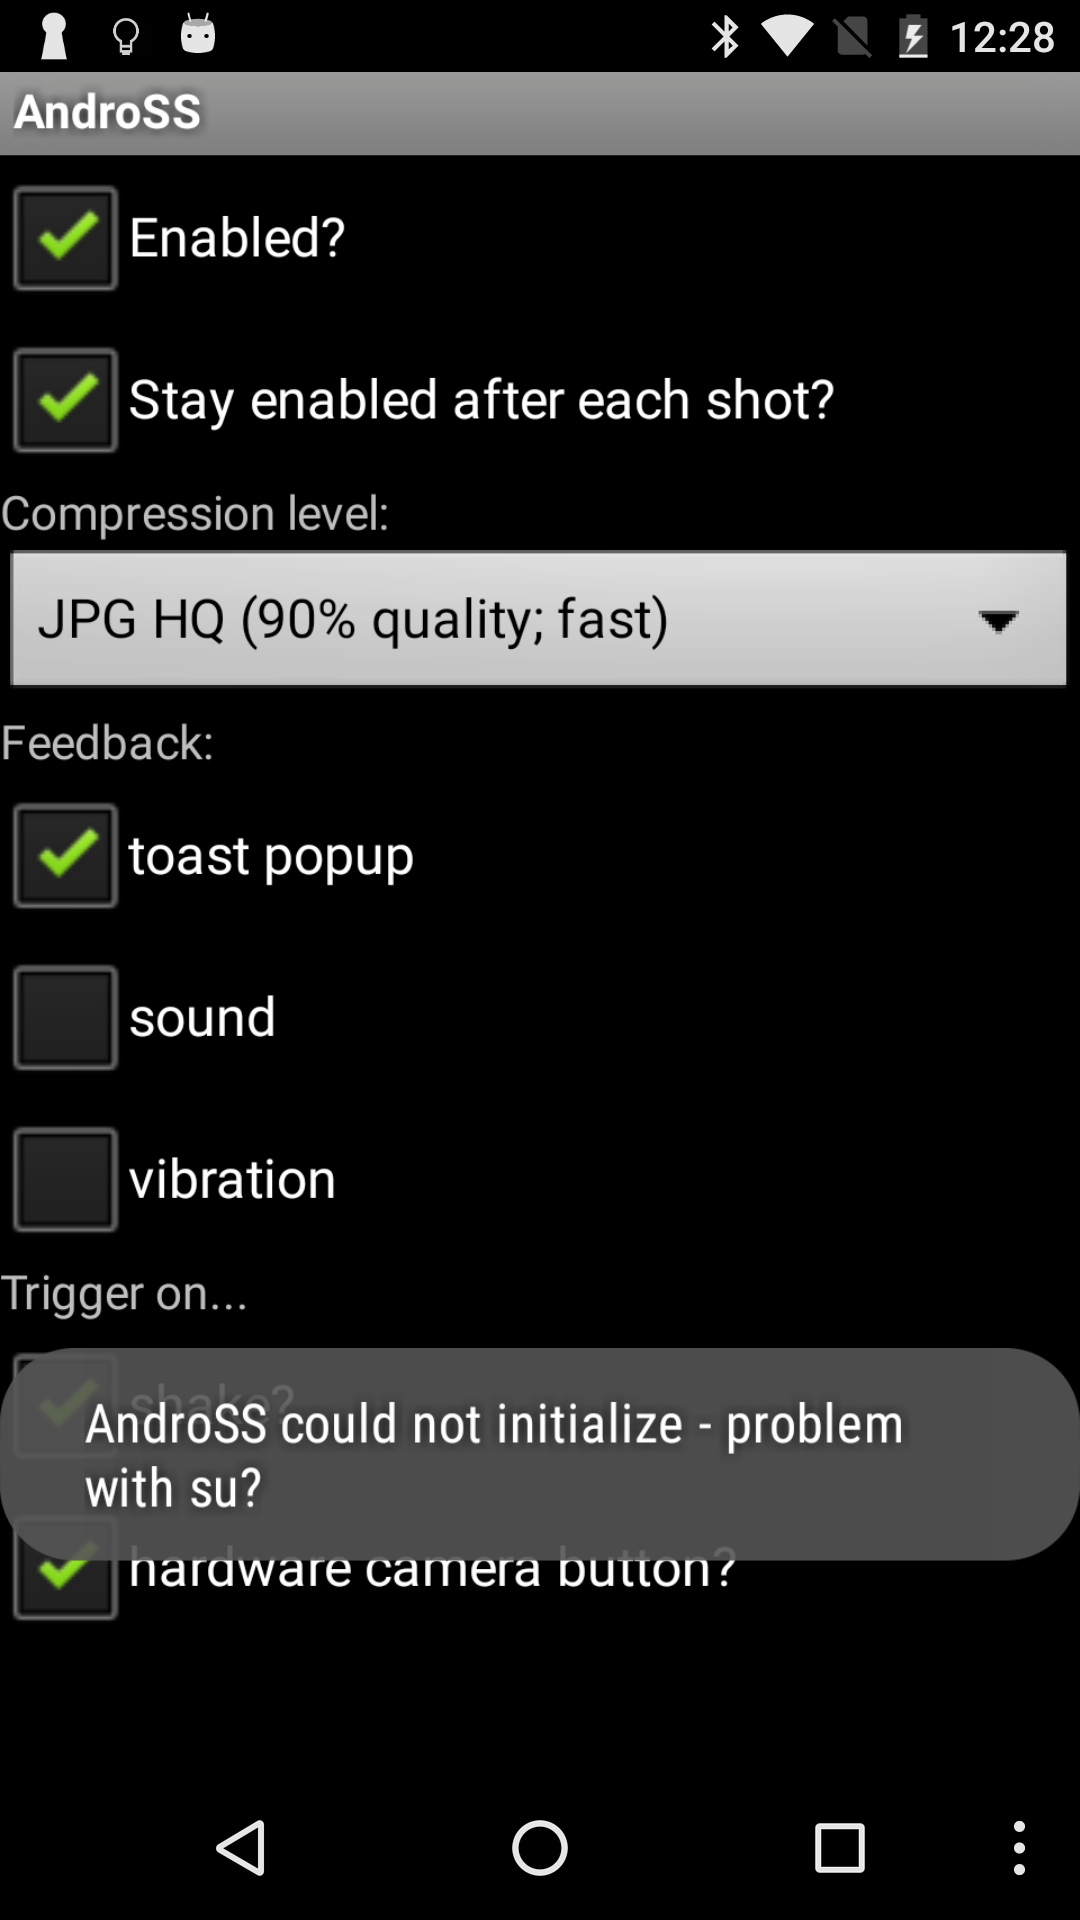 12:28
AndroSS
Enabled?
Stay enabled after each shot?
Compression level:
JPG HQ (90% quality; fast)
Feedback:
toast popup
sound
vibration
Trigger on...
shake?
AndroSS could not initialize - problem
with su?
hardware camera button?